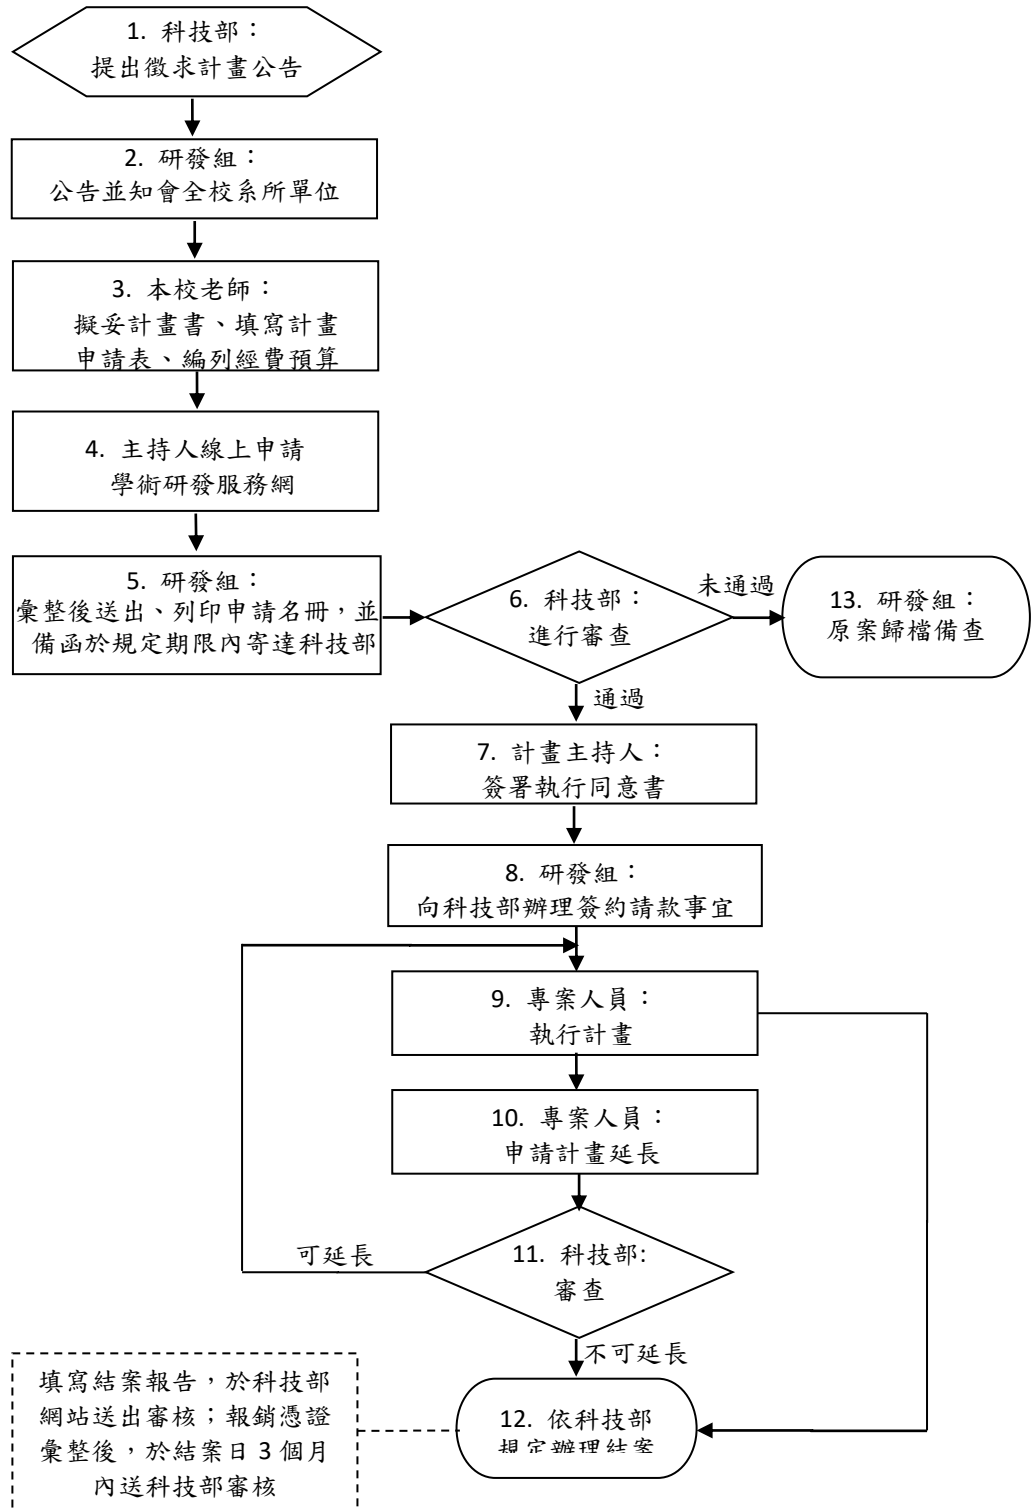 1. 科技部：
提出徵求計畫公告
2. 研發組：
公告並知會全校系所單位
3. 本校老師：
擬妥計畫書、填寫計畫
申請表、編列經費預算
4. 主持人線上申請
學術研發服務網
5. 研發組：
彙整後送出、列印申請名冊，並
備函於規定期限內寄達科技部
6. 科技部：
進行審查
未通過
13. 研發組：
原案歸檔備查
通過
7. 計畫主持人：
簽署執行同意書
8. 研發組：
向科技部辦理簽約請款事宜
9. 專案人員：
執行計畫
10. 專案人員：
申請計畫延長
可延長
11. 科技部:
審查
不可延長
12. 依科技部
規定辦理結案
填寫結案報告，於科技部
網站送出審核；報銷憑證
彙整後，於結案日 3 個月
內送科技部審核